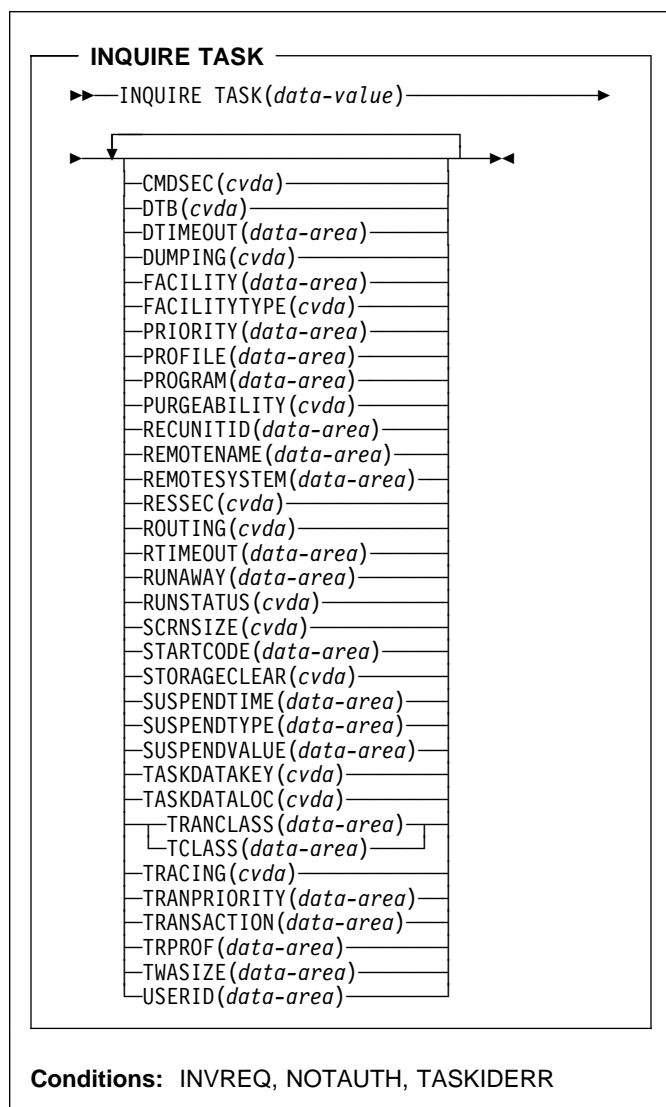 INQUIRE TASK
INQUIRE TASK(data-value)
CMDSEC(cvda)
DTB(cvda)
DTIMEOUT(data-area)
DUMPING(cvda)
FACILITY(data-area)
FACILITYTYPE(cvda)
PRIORITY(data-area)
PROFILE(data-area)
PROGRAM(data-area)
PURGEABILITY(cvda)
RECUNITID(data-area)
REMOTENAME(data-area)
REMOTESYSTEM(data-area)
RESSEC(cvda)
ROUTING(cvda)
RTIMEOUT(data-area)
RUNAWAY(data-area)
RUNSTATUS(cvda)
SCRNSIZE(cvda)
STARTCODE(data-area)
STORAGECLEAR(cvda)
SUSPENDTIME(data-area)
SUSPENDTYPE(data-area)
SUSPENDVALUE(data-area)
TASKDATAKEY(cvda)
TASKDATALOC(cvda)
TRANCLASS(data-area)
TCLASS(data-area)
TRACING(cvda)
TRANPRIORITY(data-area)
TRANSACTION(data-area)
TRPROF(data-area)
TWASIZE(data-area)
USERID(data-area)
Conditions: INVREQ, NOTAUTH, TASKIDERR